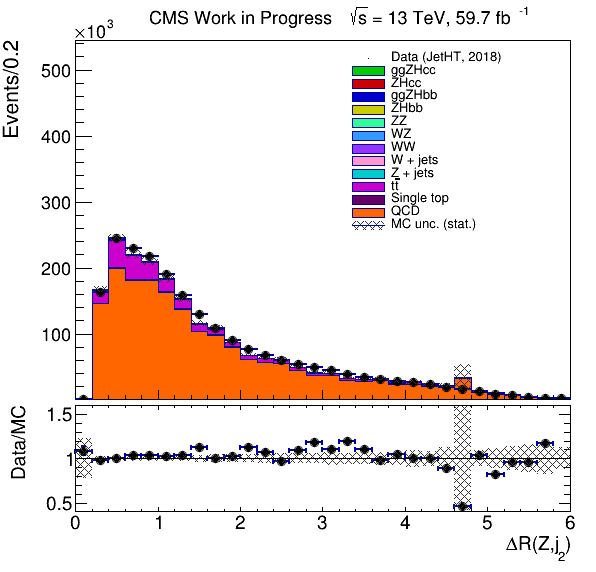 CMS Work in Progress √s = 13 TeV, 59.7 fb⁻¹
×10³
Events/0.2
500
400
300
200
100
Data (JetHT, 2018)
ggZHcc
ZHcc
ggZHbb
ZHbb
ZZ
WZ
WW
W + jets
Z + jets
tt̄
Single top
QCD
MC unc. (stat.)
Data/MC
1.5
1
0.5
0 1 2 3 4 5 6
ΔR(Z,j₂)